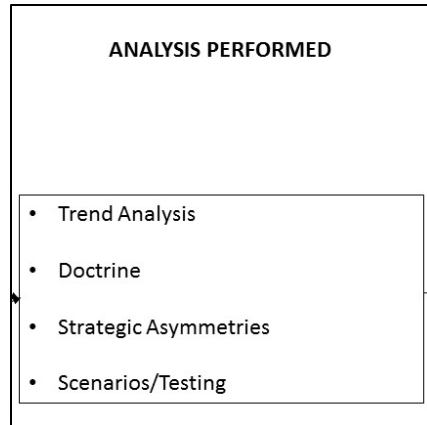 ANALYSIS PERFORMED
• Trend Analysis
• Doctrine
• Strategic Asymmetries
• Scenarios/Testing